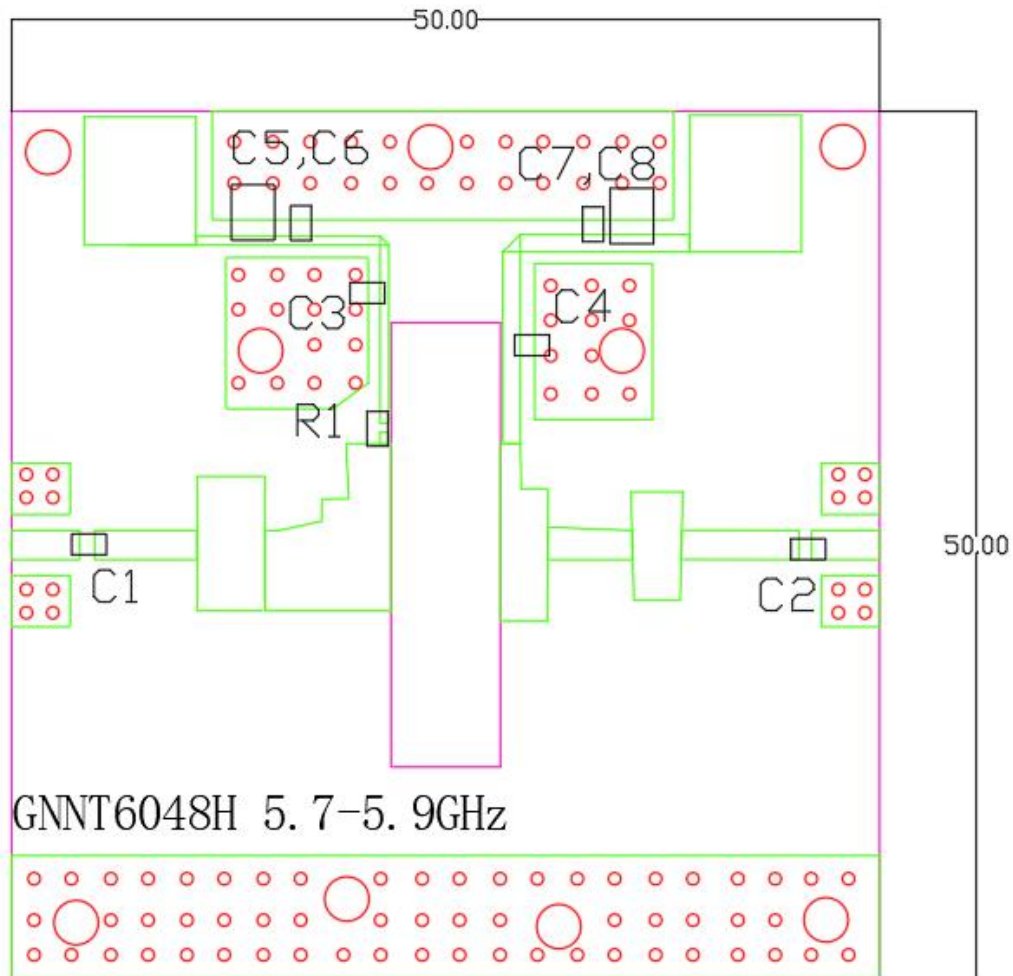 50.00
C5,C6
C7,C8
C3
C4
R1
50.00
C1
C2
GNNT6048H 5.7-5.9GHz